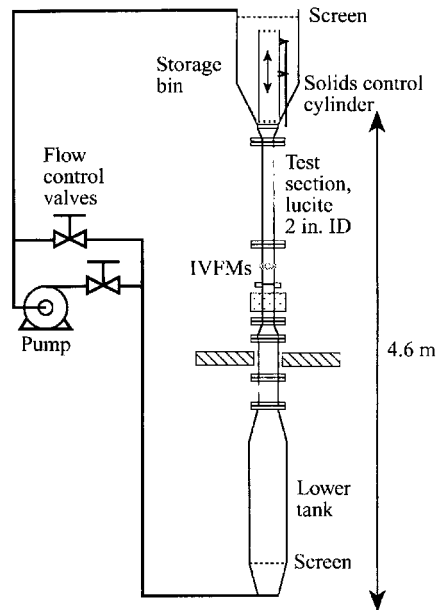 Screen
Storage
bin
Solids control
cylinder
Flow
control
valves
Test
section,
lucite
2 in. ID
IVFMs
Pump
4.6 m
Lower
tank
Screen